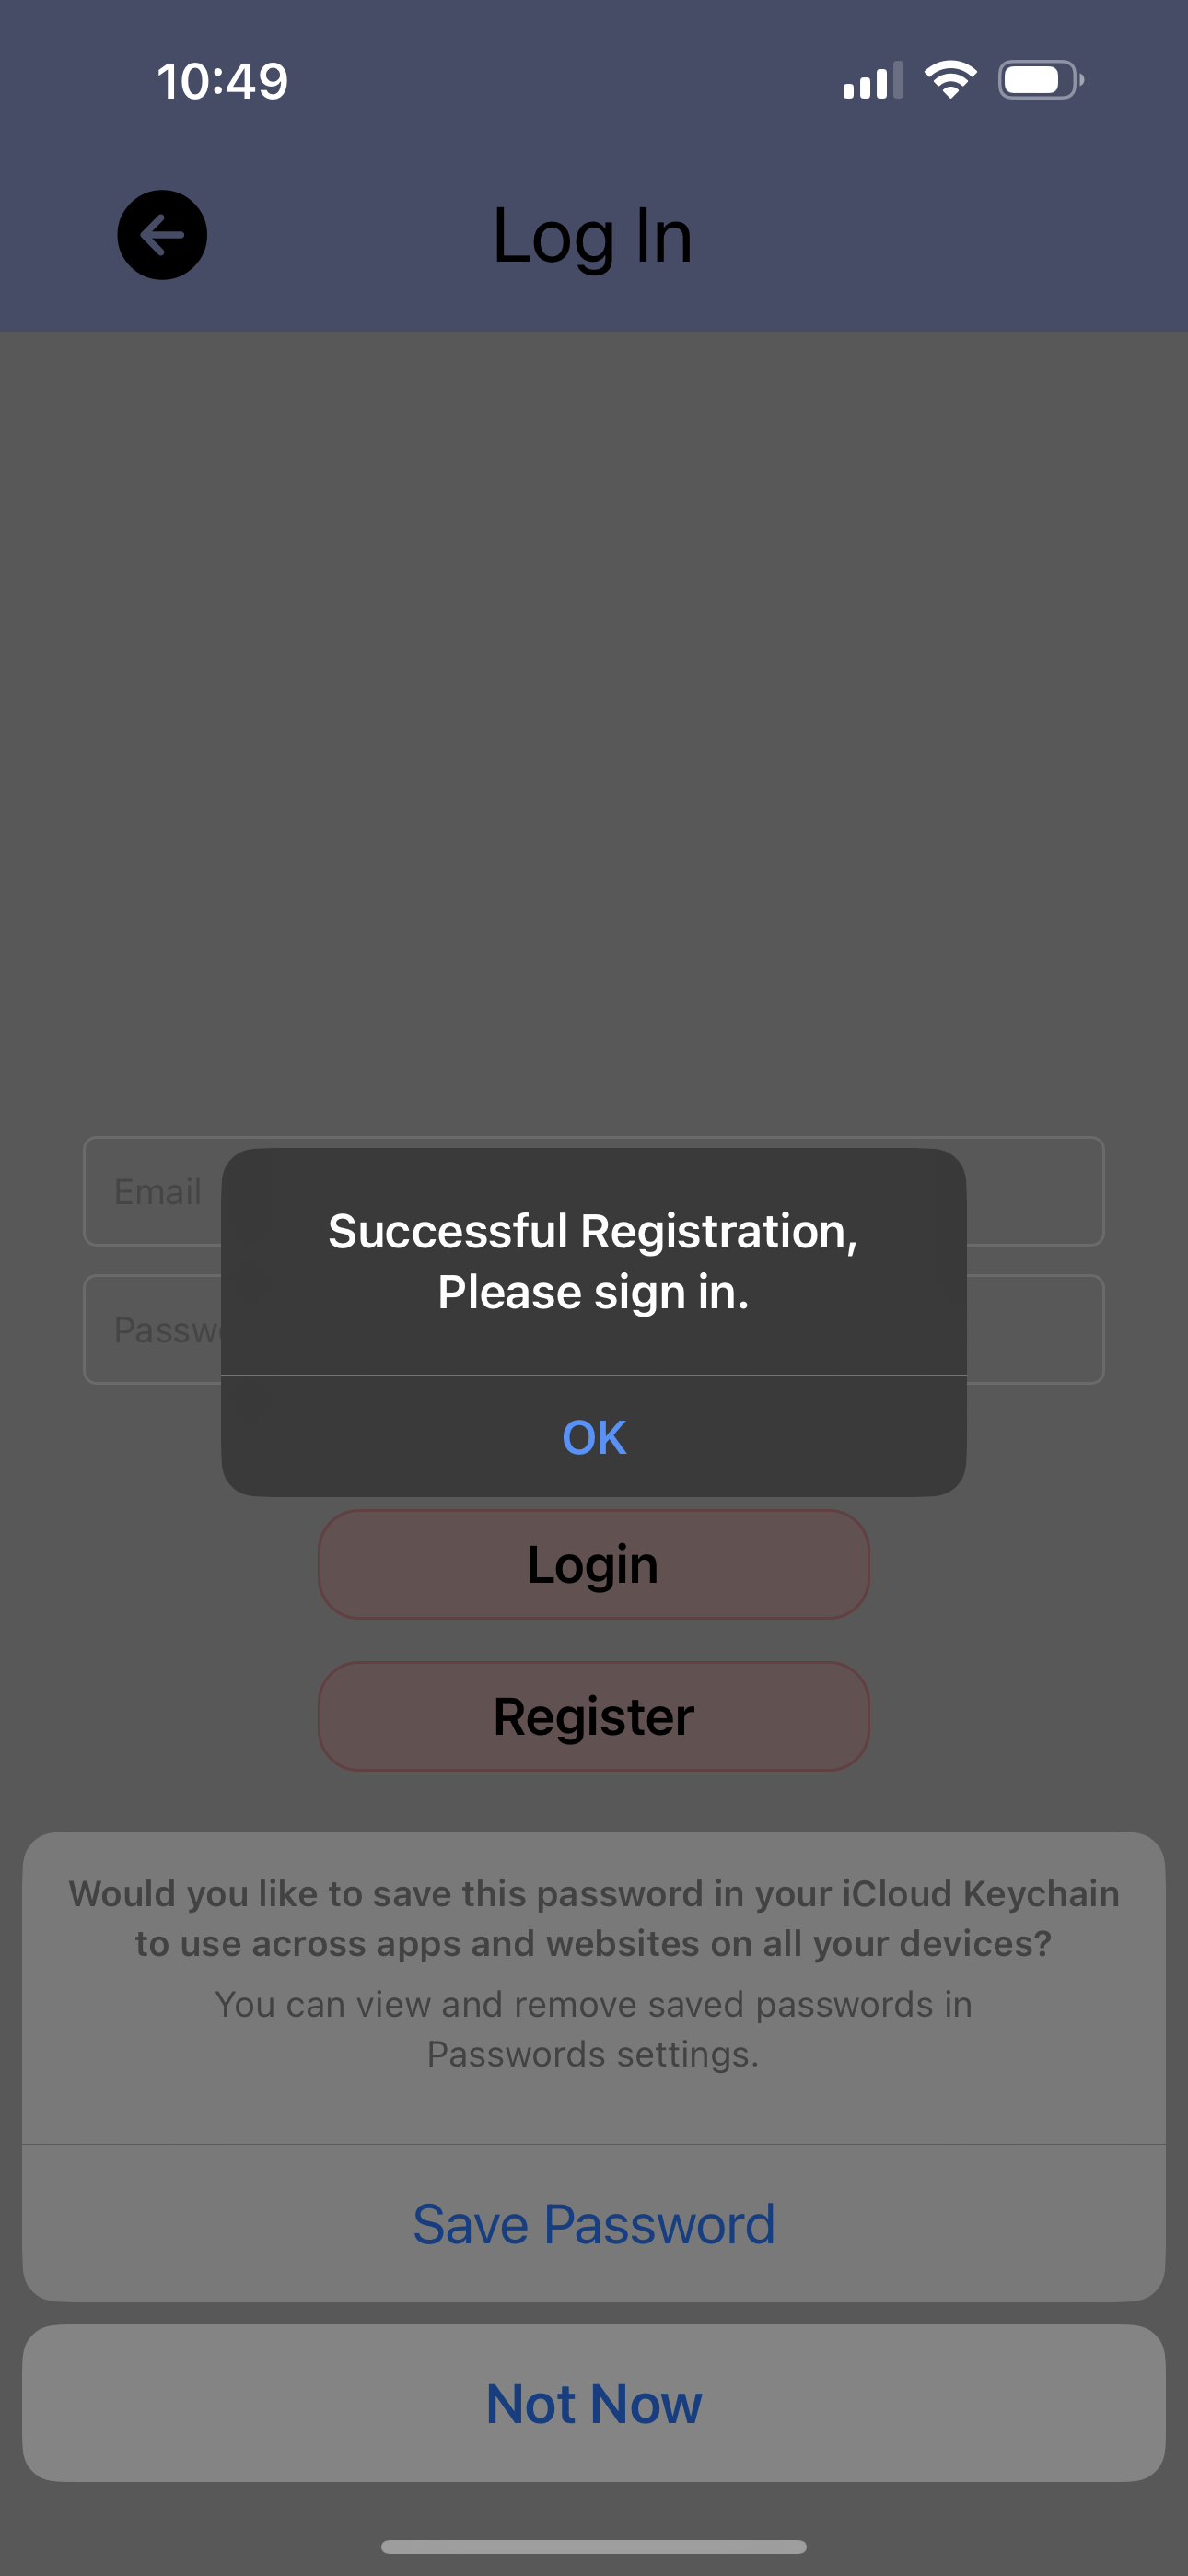 10:49
Log In
Email
Successful Registration,
Please sign in.
OK
Login
Register
Would you like to save this password in your iCloud Keychain
to use across apps and websites on all your devices?
You can view and remove saved passwords in
Passwords settings.
Save Password
Not Now